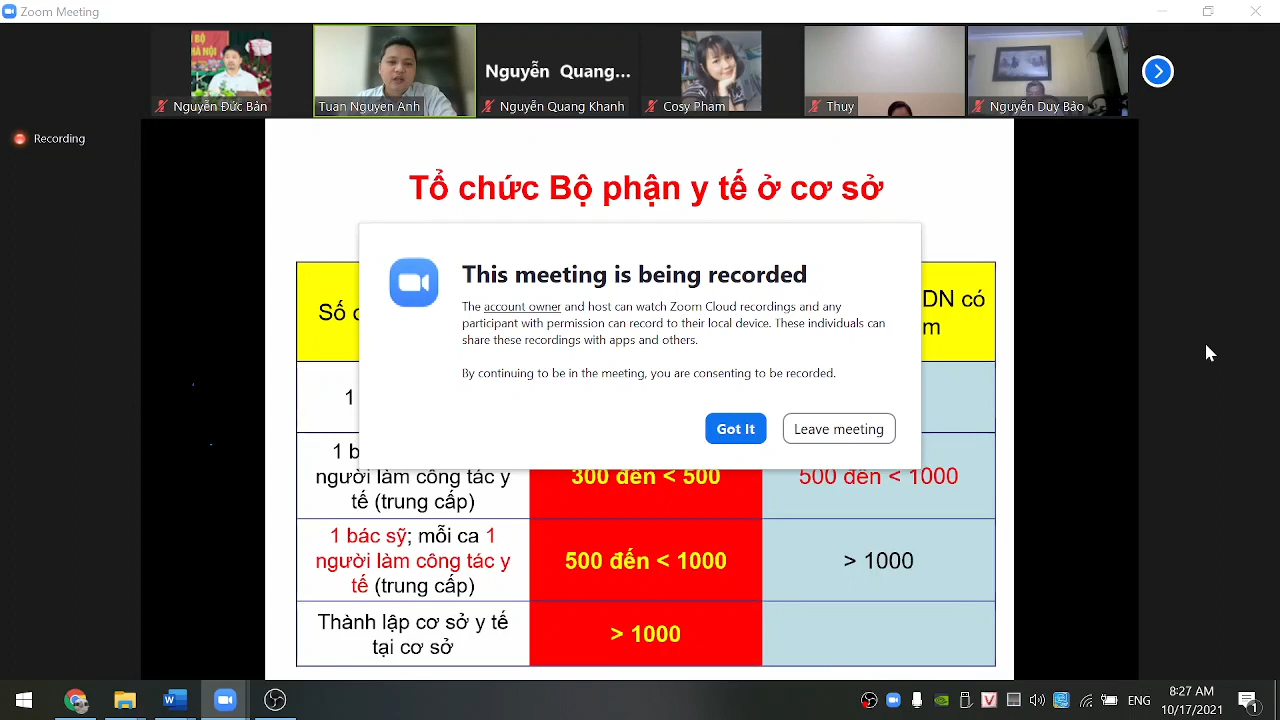 Zoom Meeting
BỘ
HÀ NỘI
Nguyễn Quang...
Nguyễn Đức Bản
Tuan Nguyen Anh
Nguyễn Quang Khanh
Cosy Pham
Thuy
Nguyễn Duy Bảo
Recording
Tổ chức Bộ phận y tế ở cơ sở
This meeting is being recorded
The account owner and host can watch Zoom Cloud recordings and any
participant with permission can record to their local device. These individuals can
share these recordings with apps and others.
By continuing to be in the meeting, you are consenting to be recorded.
Got It
Leave meeting
Số
DN có
m
1
1
người làm công tác y
tế (trung cấp)
300 đến < 500
500 đến < 1000
1 bác sỹ; mỗi ca 1
người làm công tác y
tế (trung cấp)
500 đến < 1000
> 1000
Thành lập cơ sở y tế
tại cơ sở
> 1000
ENG
8:27 AM
10/17/2021